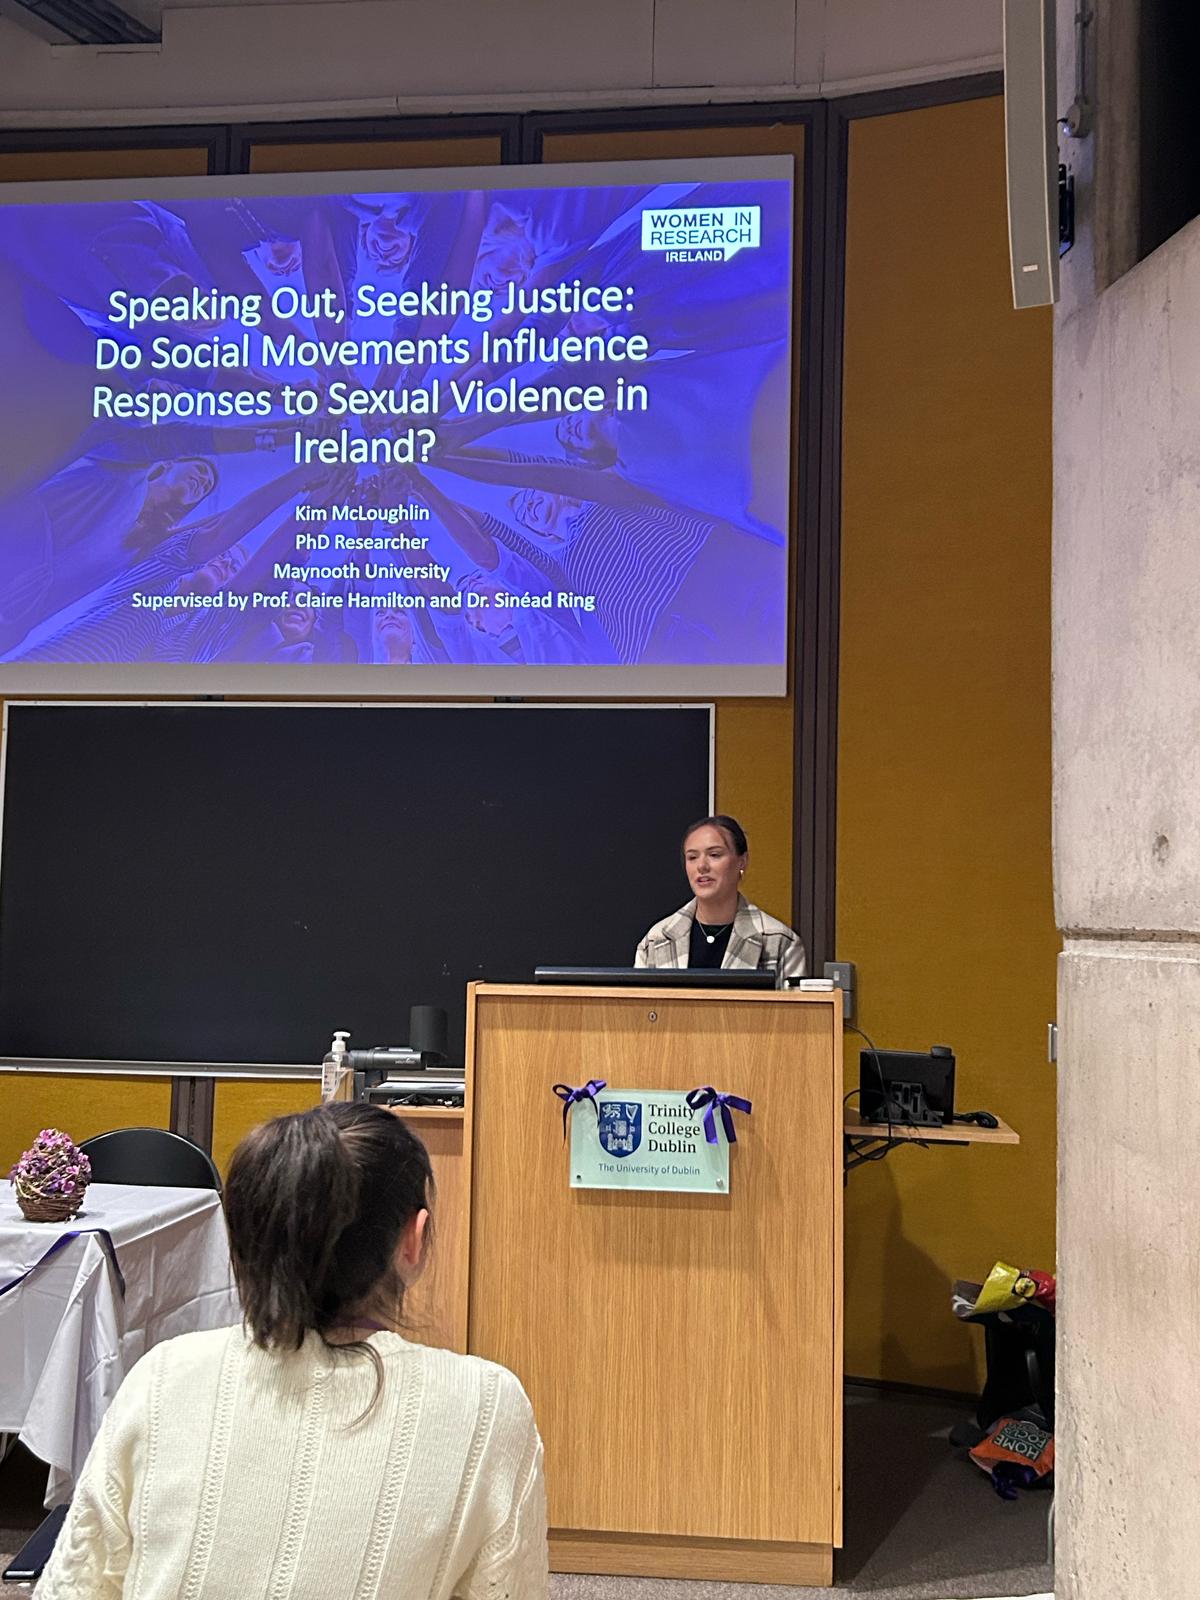 WOMEN IN
RESEARCH
IRELAND
Speaking Out, Seeking Justice:
Do Social Movements Influence
Responses to Sexual Violence in
Ireland?
Kim McLoughlin
PhD Researcher
Maynooth University
Supervised by Prof. Claire Hamilton and Dr. Sinéad Ring
Trinity
College
Dublin
The University of Dublin
HOME
FOCUS